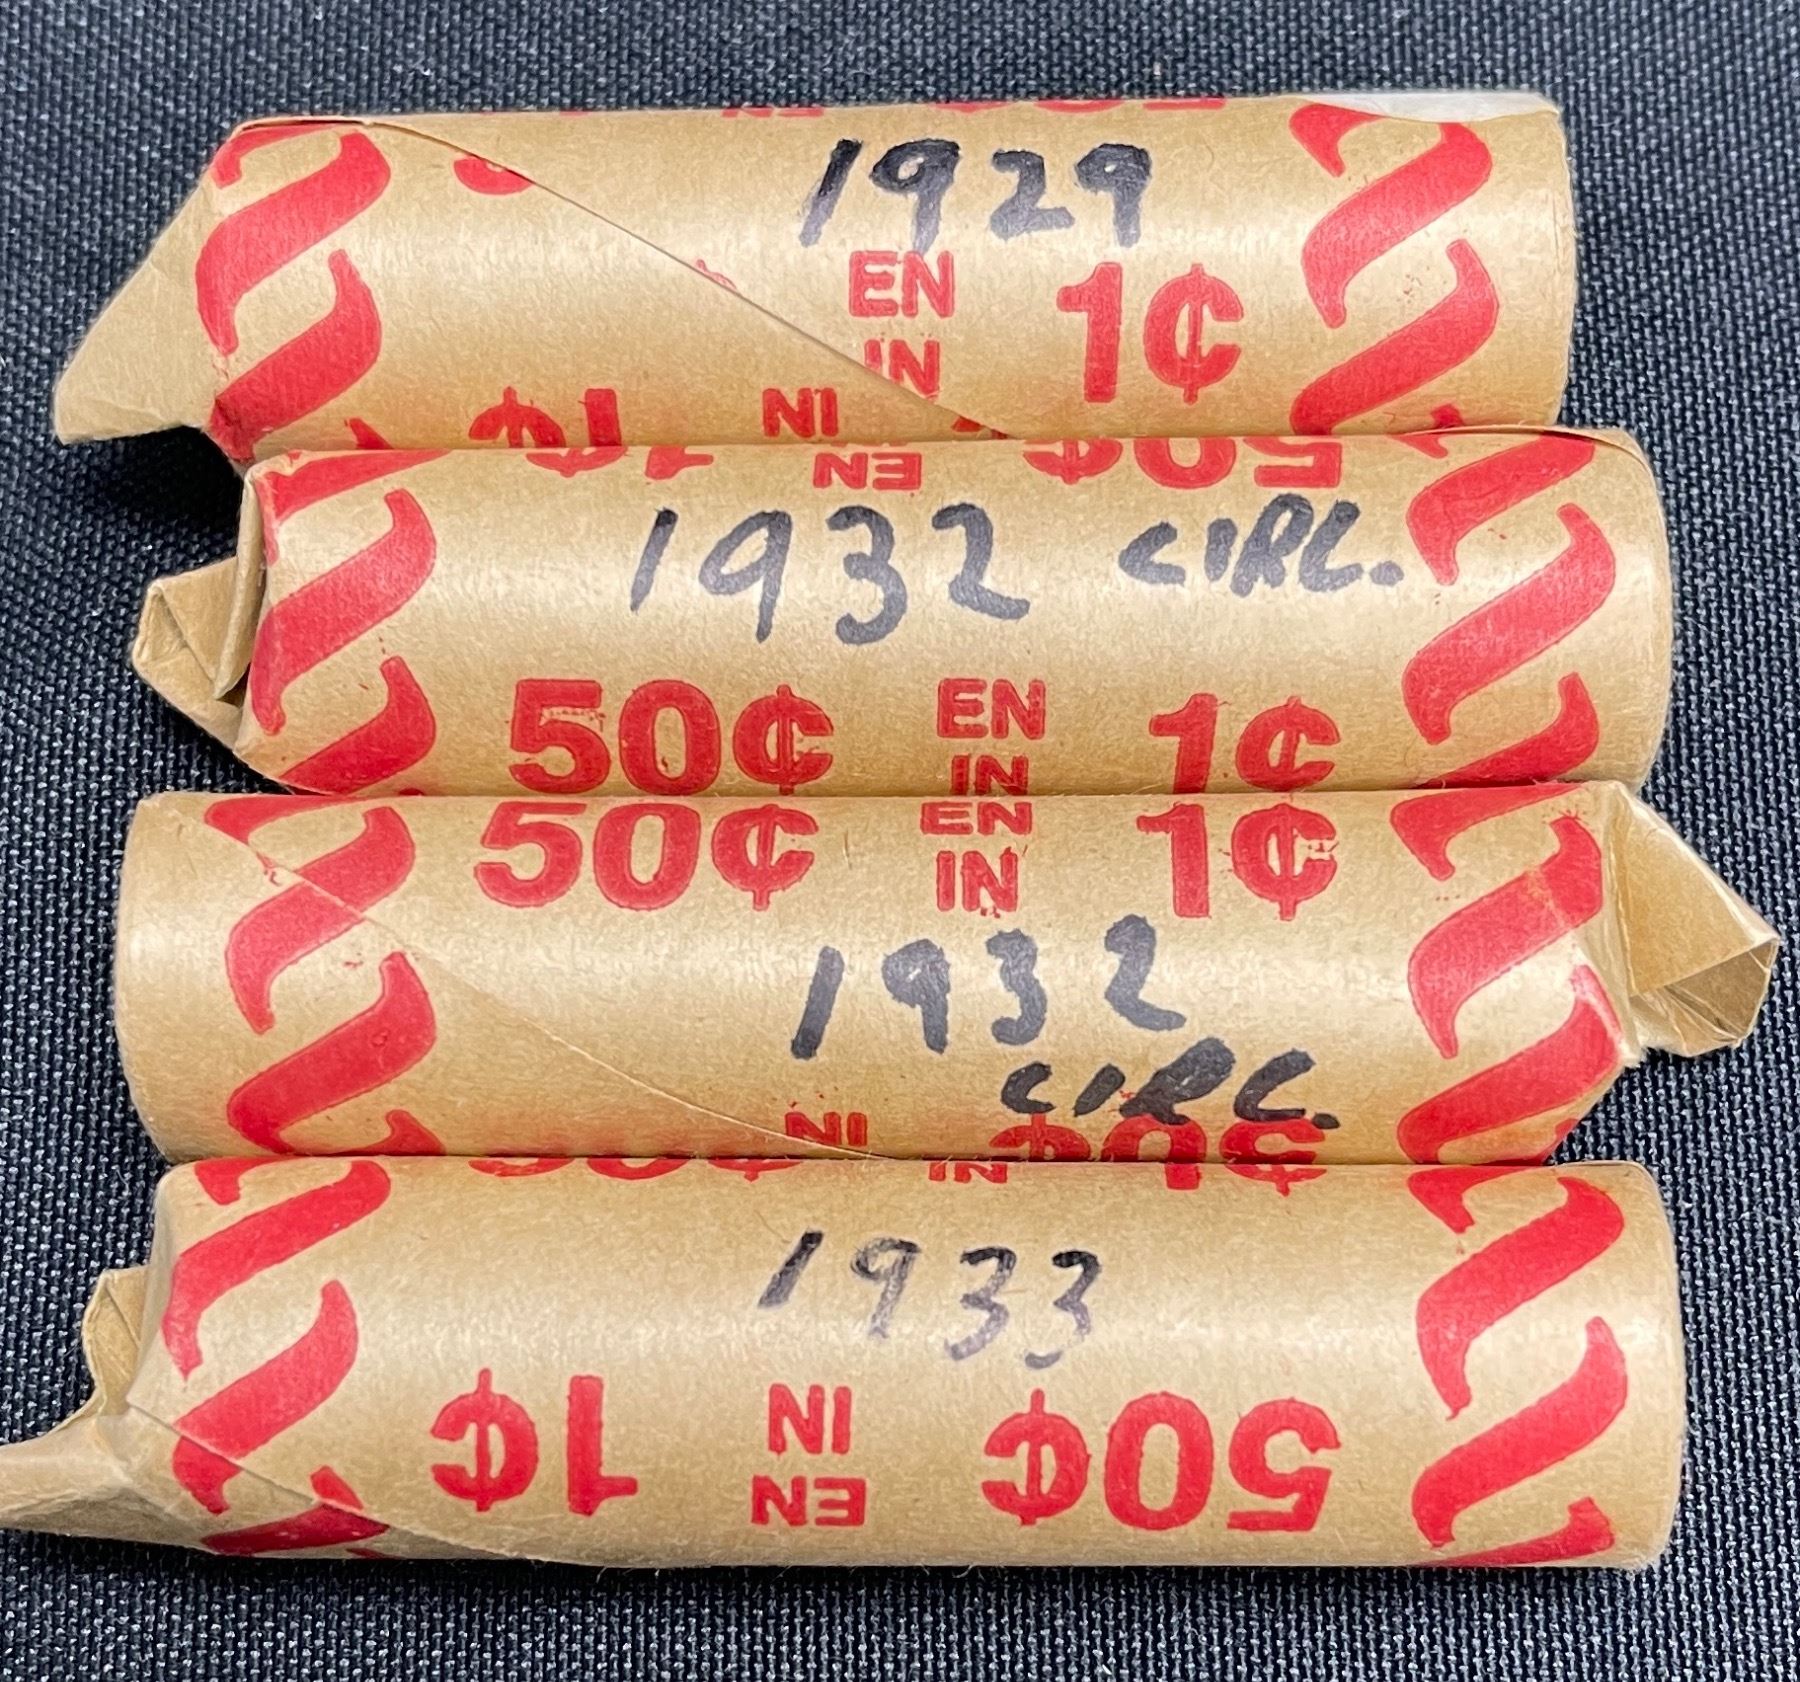 1929
EN 1¢
IN
1¢ IN
EN 50¢
1932 CIRC.
50¢ EN 1¢
IN
50¢ EN 1¢
IN
1932
CIRC.
IN 50¢
IN
1933
1¢ IN 50¢
EN